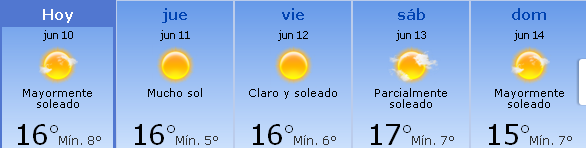 Hoy jue vie sáb dom
jun 10 jun 11 jun 12 jun 13 jun 14
Mayormente soleado Mucho sol Claro y soleado Parcialmente soleado Mayormente soleado
16° Mín. 8° 16° Mín. 5° 16° Mín. 6° 17° Mín. 7° 15° Mín. 7°